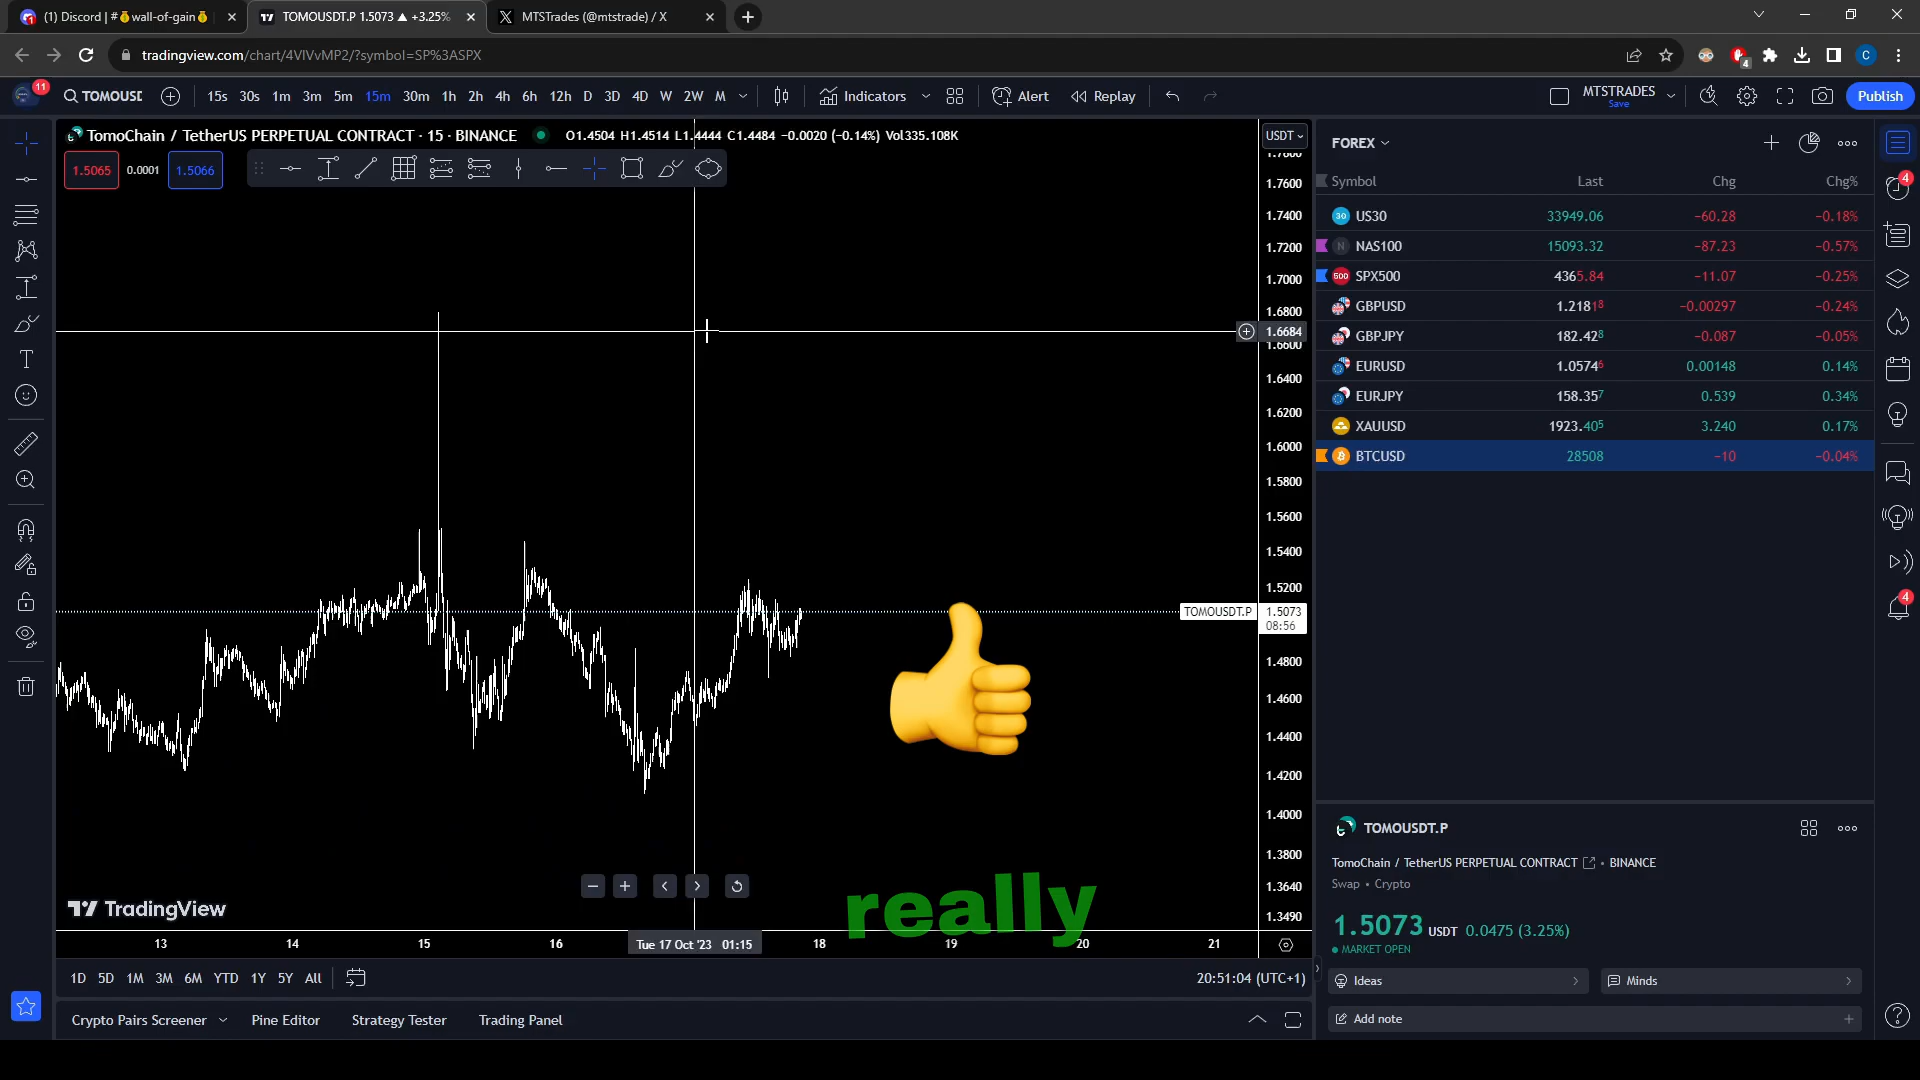 (1) Discord | #💰wall-of-gain💰
TOMOUSDT.P 1.5073 ▲ +3.25%
MTSTrades (@mtstrade) / X
tradingview.com/chart/4VIVvMP2/?symbol=SP%3ASPX
4
C
11
TOMOUSD
15s 30s 1m 3m 5m 15m 30m 1h 2h 4h 6h 12h D 3D 4D W 2W M
Indicators
Alert
Replay
MTSTRADES
Save
Publish
TomoChain / TetherUS PERPETUAL CONTRACT · 15 · BINANCE
O1.4504 H1.4514 L1.4444 C1.4484 −0.0020 (−0.14%) Vol335.108K
USDT
1.5065 0.0001 1.5066
1.7600
1.7400
1.7200
1.7000
1.6800
1.6684
1.6600
1.6400
1.6200
1.6000
1.5800
1.5600
1.5400
1.5200
TOMOUSDT.P 1.5073
08:56
1.4800
1.4600
1.4400
1.4200
1.4000
1.3800
1.3640
1.3490
really
TradingView
13 14 15 16 Tue 17 Oct '23 01:15 18 19 20 21
1D 5D 1M 3M 6M YTD 1Y 5Y All
20:51:04 (UTC+1)
Crypto Pairs Screener Pine Editor Strategy Tester Trading Panel
FOREX
Symbol Last Chg Chg%
30 US30 33949.06 −60.28 −0.18%
N NAS100 15093.32 −87.23 −0.57%
500 SPX500 4365.84 −11.07 −0.25%
GBPUSD 1.21818 −0.00297 −0.24%
GBPJPY 182.428 −0.087 −0.05%
EURUSD 1.05746 0.00148 0.14%
EURJPY 158.357 0.539 0.34%
XAUUSD 1923.405 3.240 0.17%
BTCUSD 28508 −10 −0.04%
TOMOUSDT.P
TomoChain / TetherUS PERPETUAL CONTRACT • BINANCE
Swap • Crypto
1.5073 USDT 0.0475 (3.25%)
MARKET OPEN
Ideas
Minds
Add note
4
4